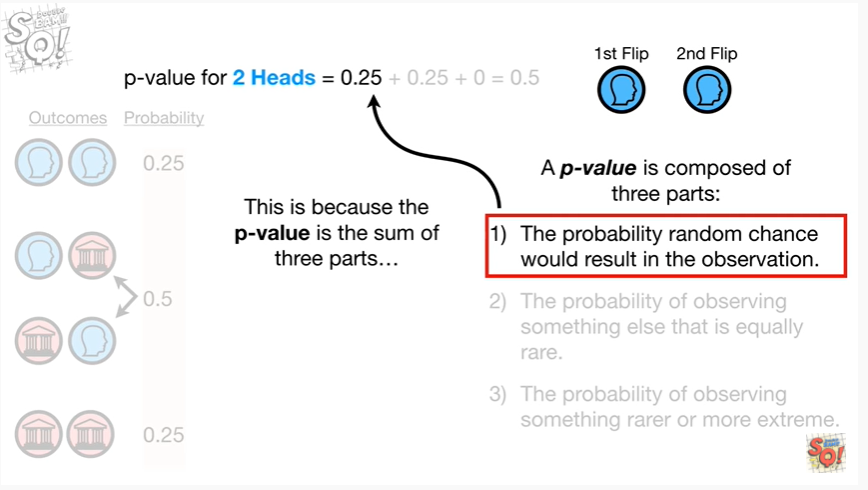 SQ!
1st Flip 2nd Flip
p-value for 2 Heads = 0.25 + 0.25 + 0 = 0.5
Outcomes Probability
0.25
A p-value is composed of
three parts:
This is because the
p-value is the sum of
three parts…
1) The probability random chance
would result in the observation.
0.5
2) The probability of observing
something else that is equally
rare.
3) The probability of observing
something rarer or more extreme.
0.25
SQ!